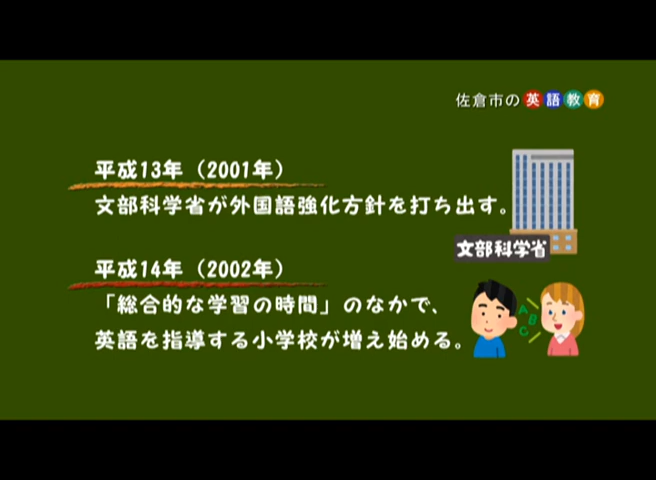 佐倉市の英語教育
平成13年（2001年）
文部科学省が外国語強化方針を打ち出す。
文部科学省
平成14年（2002年）
「総合的な学習の時間」のなかで、
英語を指導する小学校が増え始める。
A
B
C